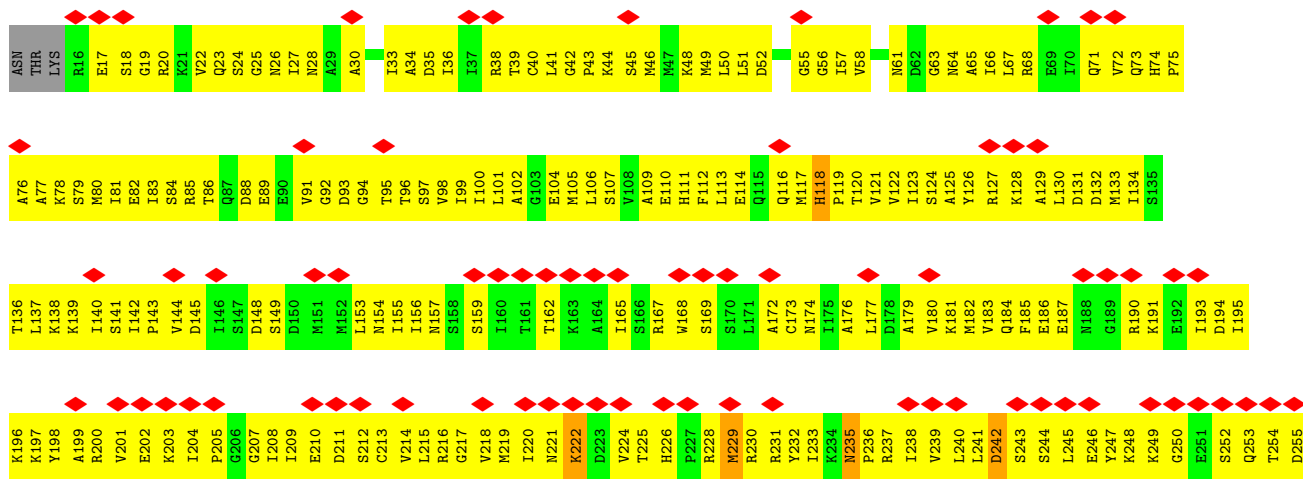 ASN THR LYS R16 E17 S18 G19 R20 K21 V22 Q23 S24 G25 N26 I27 N28 A29 A30 I33 A34 D35 I36 I37 R38 T39 C40 L41 G42 P43 K44 S45 M46 M47 K48 M49 L50 L51 D52 G55 G56 I57 V58 N61 D62 G63 N64 A65 I66 L67 R68 E69 I70 Q71 V72 Q73 H74 P75
A76 A77 K78 S79 M80 I81 E82 I83 S84 R85 T86 Q87 D88 E89 E90 V91 G92 D93 G94 T95 T96 S97 V98 I99 I100 L101 A102 G103 E104 M105 L106 S107 V108 A109 E110 H111 F112 L113 E114 Q115 Q116 M117 H118 P119 T120 V121 V122 I123 S124 A125 Y126 R127 K128 A129 L130 D131 D132 M133 I134 S135
T136 L137 K138 K139 I140 S141 I142 P143 V144 D145 I146 S147 D148 S149 D150 M151 M152 L153 N154 I155 I156 N157 S158 S159 I160 T161 T162 K163 A164 I165 S166 R167 W168 S169 S170 L171 A172 C173 N174 I175 A176 L177 D178 A179 V180 K181 M182 V183 Q184 F185 E186 E187 N188 G189 R190 K191 E192 I193 D194 I195
K196 K197 Y198 A199 R200 V201 E202 K203 I204 P205 G206 G207 I208 I209 E210 D211 S212 C213 V214 L215 R216 G217 V218 M219 I220 N221 K222 D223 V224 T225 H226 P227 R228 M229 R230 R231 Y232 I233 K234 N235 P236 R237 I238 V239 L240 L241 D242 S243 S244 L245 E246 Y247 K248 K249 G250 E251 S252 Q253 T254 D255